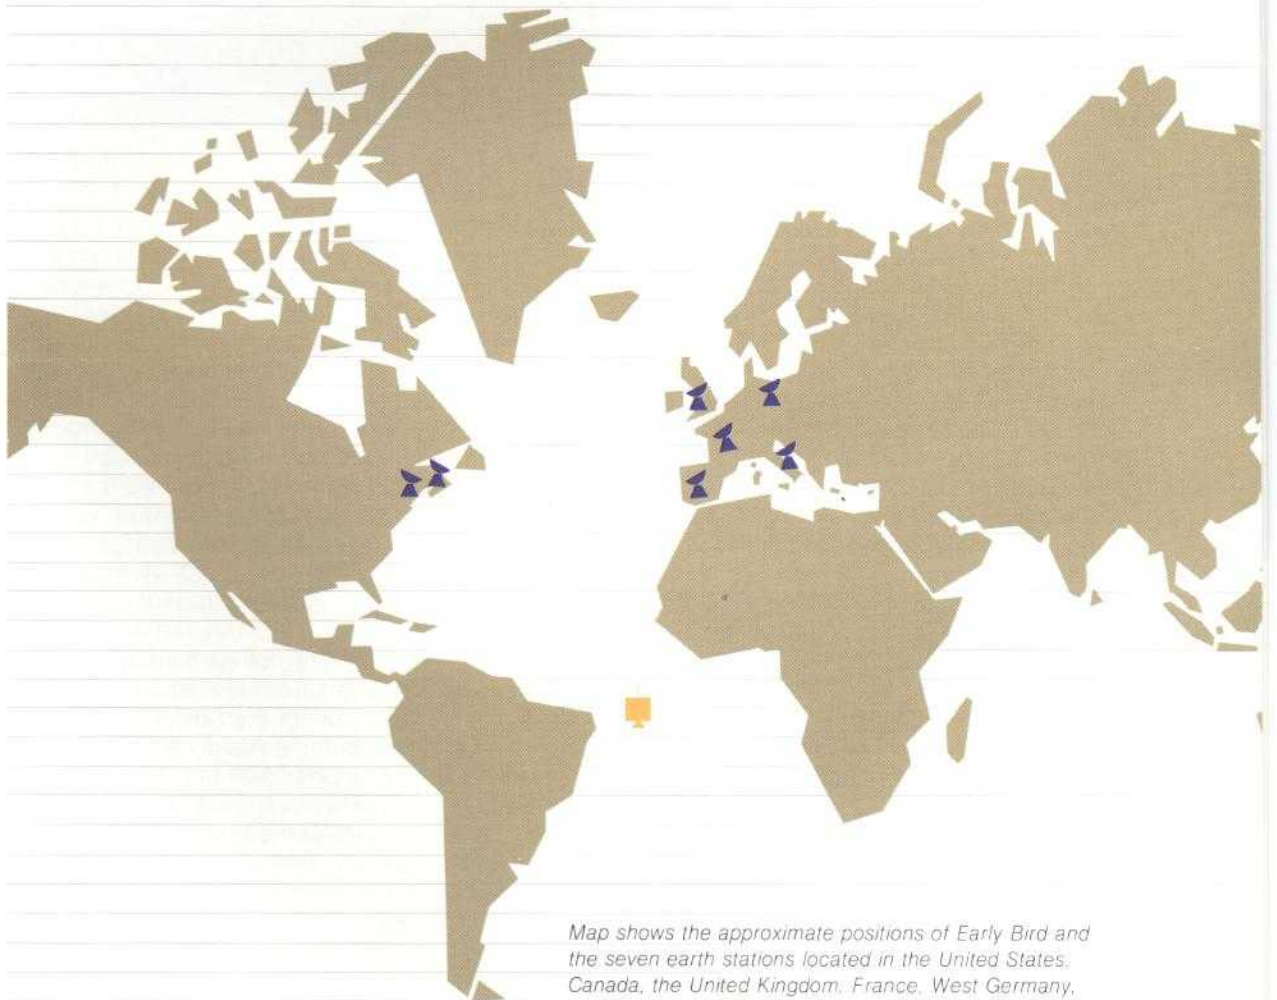 Map shows the approximate positions of Early Bird and
the seven earth stations located in the United States,
Canada, the United Kingdom, France, West Germany,